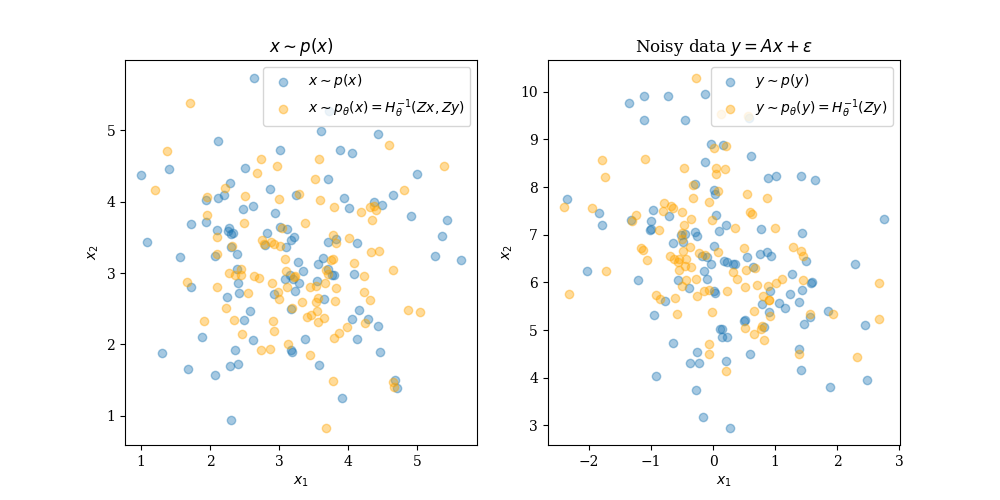 x ~ p(x)
x ~ p(x)
x ~ p_θ(x) = H_θ^{-1}(Zx, Zy)
5
4
3
2
1
x_2
1 2 3 4 5
x_1
Noisy data y = Ax + ε
y ~ p(y)
y ~ p_θ(y) = H_θ^{-1}(Zy)
10
9
8
7
6
5
4
3
x_2
−2 −1 0 1 2 3
x_1